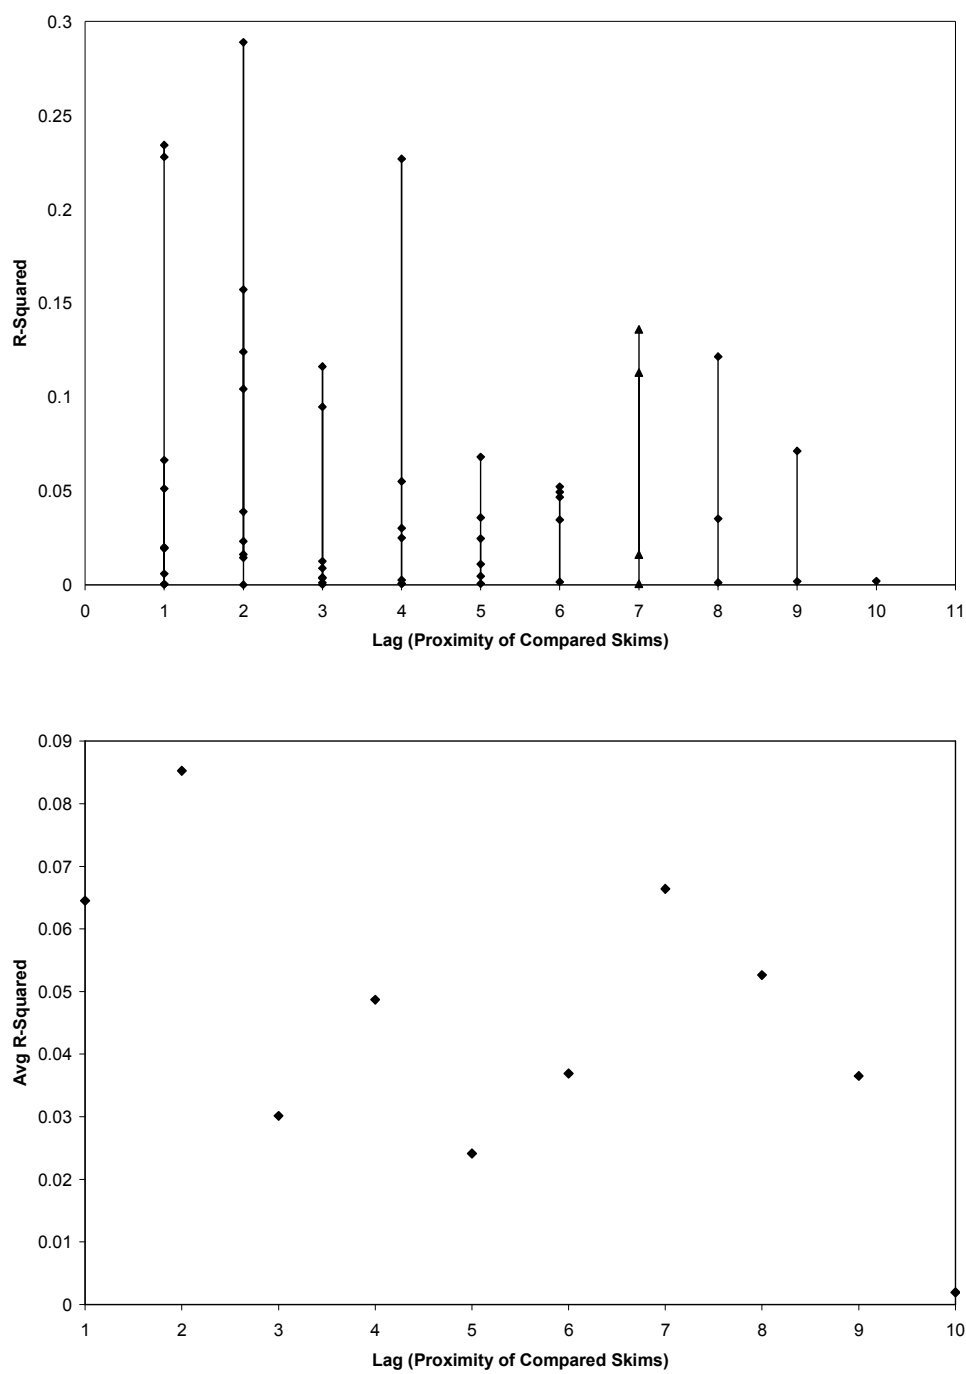 0.3
0.25
0.2
0.15
0.1
0.05
0
R-Squared
0 1 2 3 4 5 6 7 8 9 10 11
Lag (Proximity of Compared Skims)
0.09
0.08
0.07
0.06
0.05
0.04
0.03
0.02
0.01
0
Avg R-Squared
1 2 3 4 5 6 7 8 9 10
Lag (Proximity of Compared Skims)